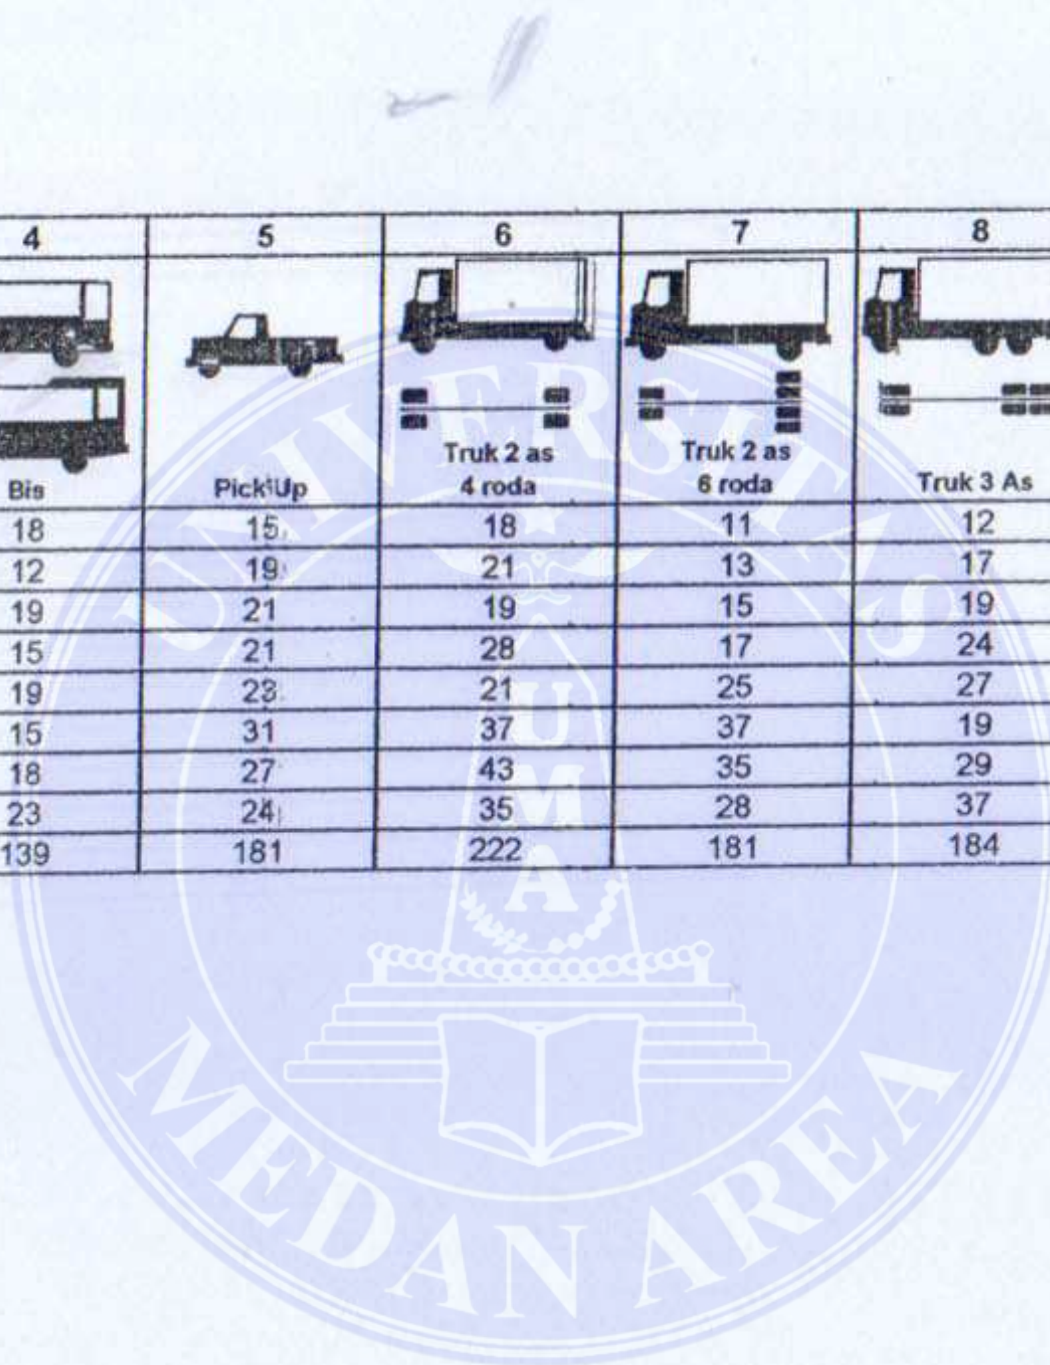 4 5 6 7 8
Bis Pick Up Truk 2 as 4 roda Truk 2 as 6 roda Truk 3 As
18 15 18 11 12
12 19 21 13 17
19 21 19 15 19
15 21 28 17 24
19 23 21 25 27
15 31 37 37 19
18 27 43 35 29
23 24 35 28 37
139 181 222 181 184
UNIVERSITAS
UMA
MEDAN AREA